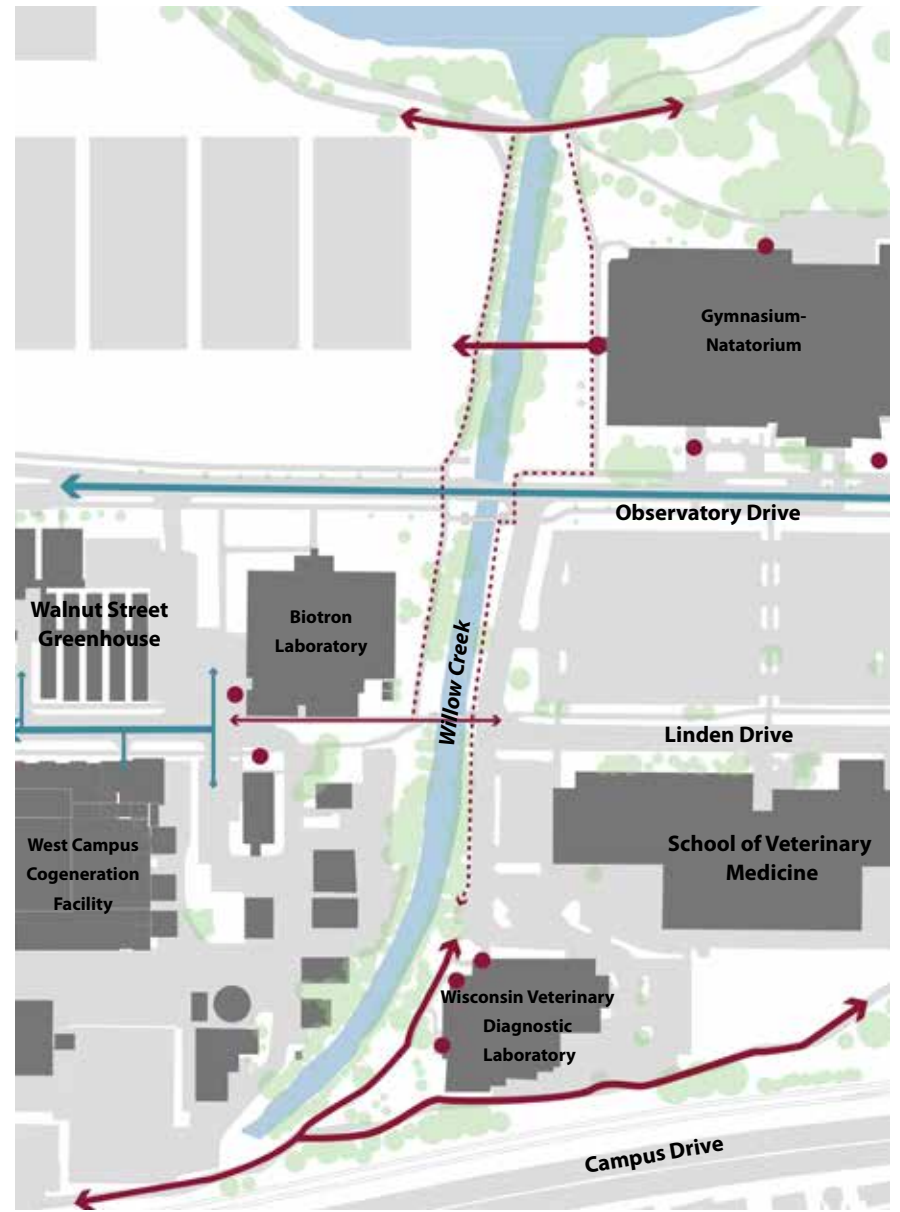 Gymnasium-
Natatorium
Observatory Drive
Walnut Street
Greenhouse
Biotron
Laboratory
Willow Creek
Linden Drive
West Campus
Cogeneration
Facility
School of Veterinary
Medicine
Wisconsin Veterinary
Diagnostic
Laboratory
Campus Drive